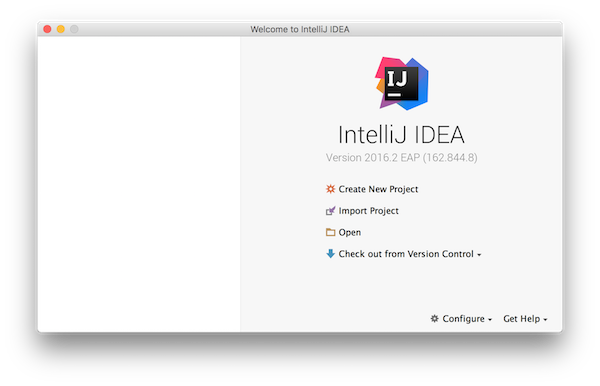 Welcome to IntelliJ IDEA
IJ
IntelliJ IDEA
Version 2016.2 EAP (162.844.8)
Create New Project
Import Project
Open
Check out from Version Control
Configure Get Help